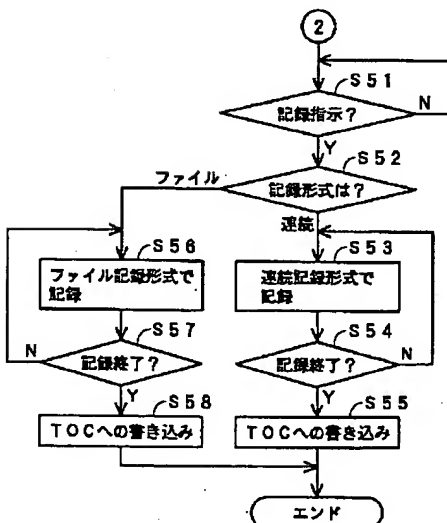 2
S51
記録指示?
N
Y
S52
ファイル
記録形式は?
連続
S56
S53
ファイル記録形式で
記録
連続記録形式で
記録
S57
S54
N
記録終了?
記録終了?
N
Y
S58
Y
S55
TOCへの書き込み
TOCへの書き込み
エンド